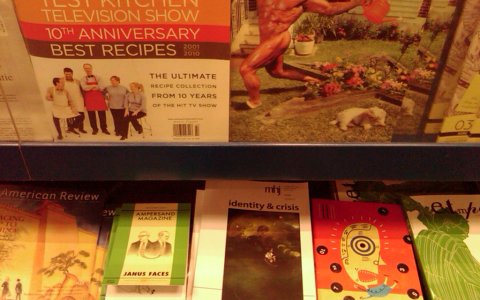 TEST KITCHEN
TELEVISION SHOW
10TH ANNIVERSARY
BEST RECIPES 2001
2010
THE ULTIMATE
RECIPE COLLECTION
FROM 10 YEARS
OF THE HIT TV SHOW
03
American Review
AMPERSAND
MAGAZINE
JANUS FACES
mhj
identity & crisis